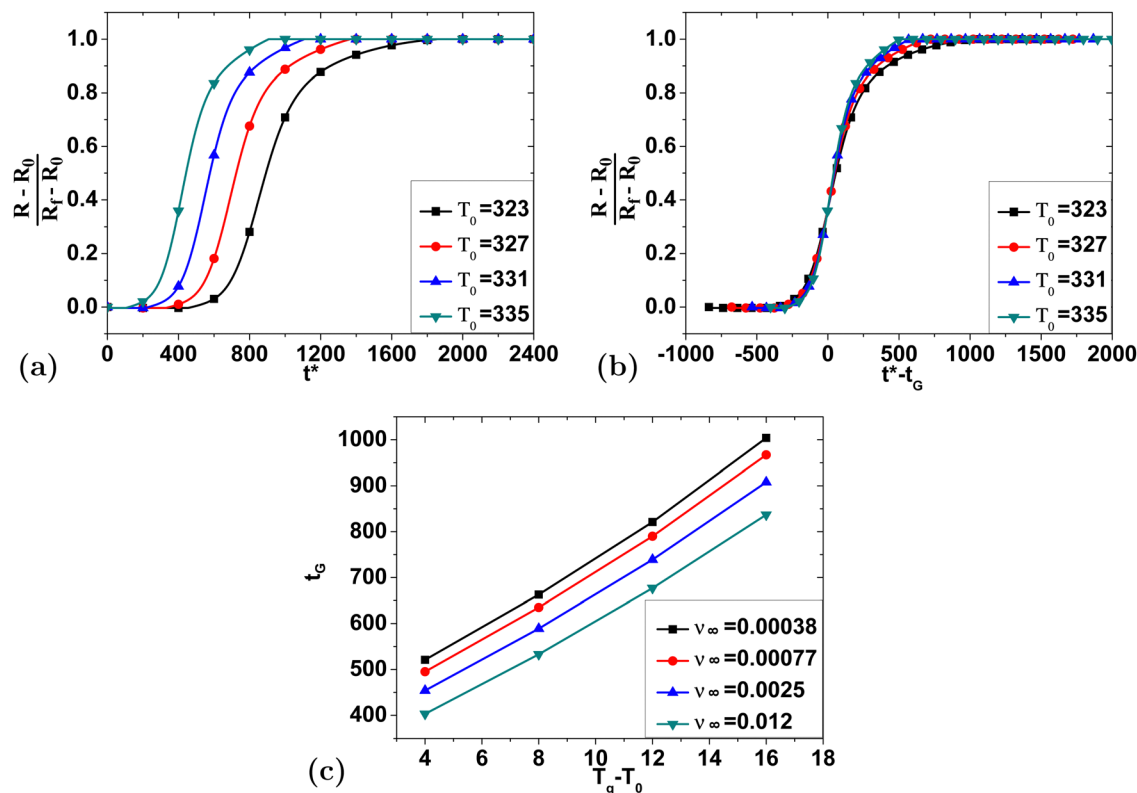 1.0
0.8
0.6
0.4
0.2
0.0
R - R0
Rf - R0
T0=323
T0=327
T0=331
T0=335
0 400 800 1200 1600 2000 2400
t*
(a)
1.0
0.8
0.6
0.4
0.2
0.0
R - R0
Rf - R0
T0=323
T0=327
T0=331
T0=335
-1000 -500 0 500 1000 1500 2000
t*-tG
(b)
1000
900
800
700
600
500
400
tG
ν∞=0.00038
ν∞=0.00077
ν∞=0.0025
ν∞=0.012
4 6 8 10 12 14 16 18
Tg-T0
(c)